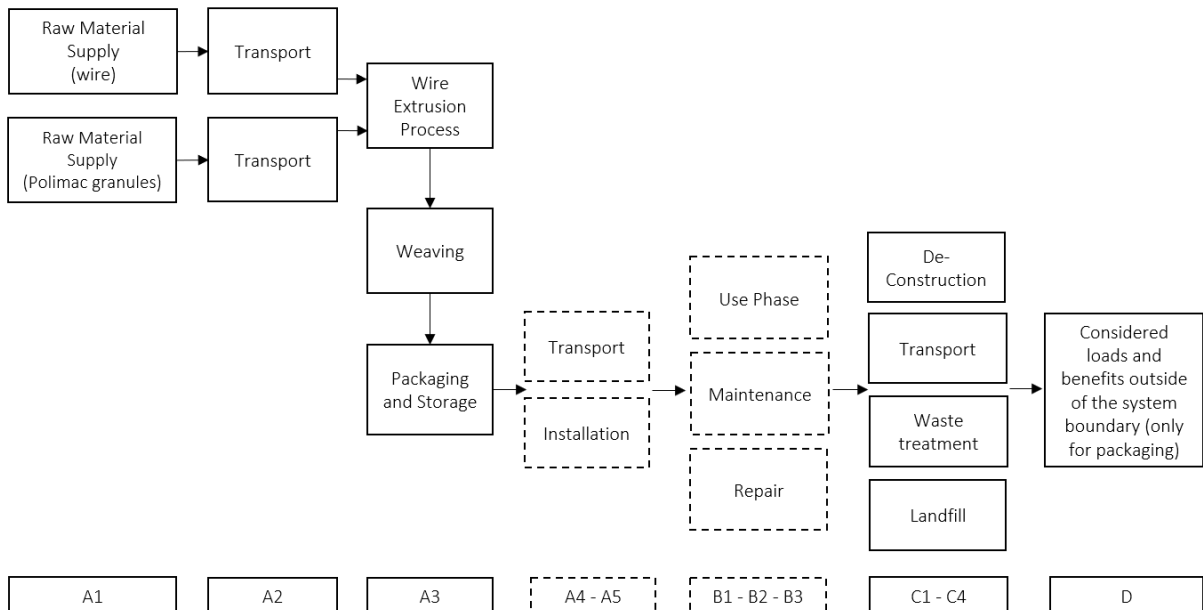 Raw Material
Supply
(wire)
Transport
Raw Material
Supply
(Polimac granules)
Transport
Wire
Extrusion
Process
Weaving
Packaging
and Storage
Transport
Installation
Use Phase
Maintenance
Repair
De-
Construction
Transport
Waste
treatment
Landfill
Considered
loads and
benefits outside
of the system
boundary (only
for packaging)
A1
A2
A3
A4 - A5
B1 - B2 - B3
C1 - C4
D